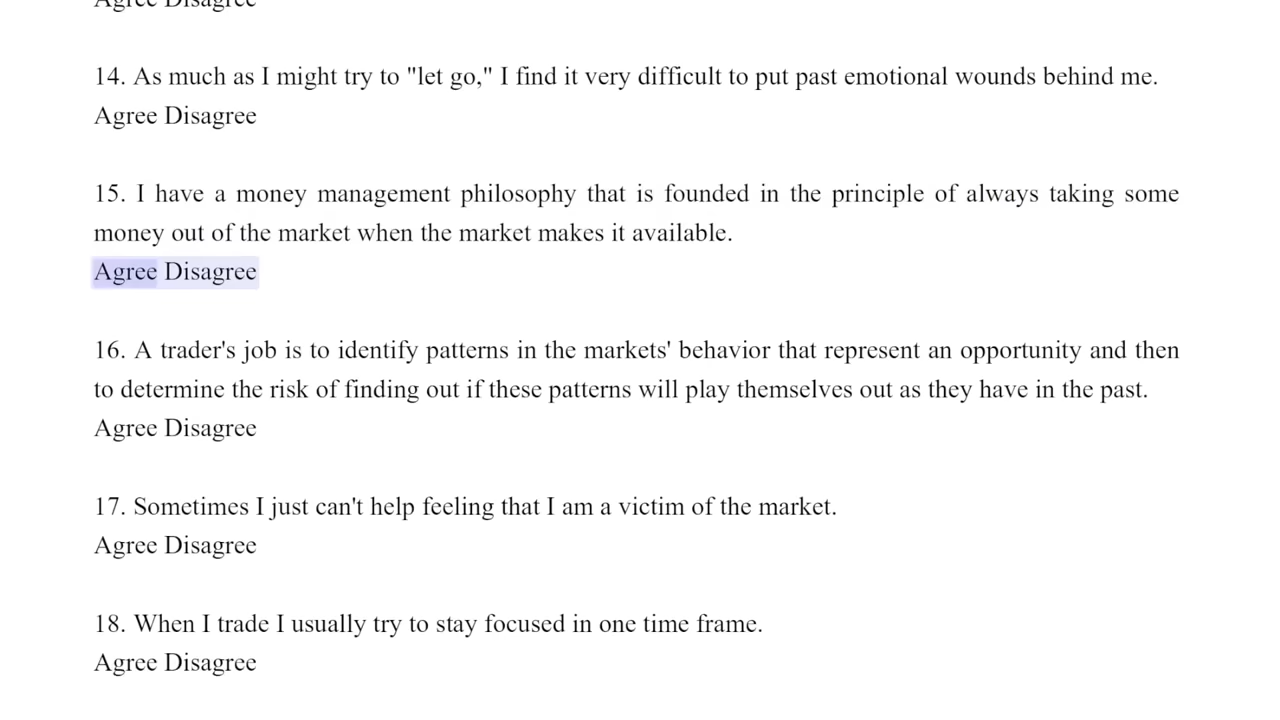 Agree Disagree
14. As much as I might try to "let go," I find it very difficult to put past emotional wounds behind me.
Agree Disagree
15. I have a money management philosophy that is founded in the principle of always taking some
money out of the market when the market makes it available.
Agree Disagree
16. A trader's job is to identify patterns in the markets' behavior that represent an opportunity and then
to determine the risk of finding out if these patterns will play themselves out as they have in the past.
Agree Disagree
17. Sometimes I just can't help feeling that I am a victim of the market.
Agree Disagree
18. When I trade I usually try to stay focused in one time frame.
Agree Disagree